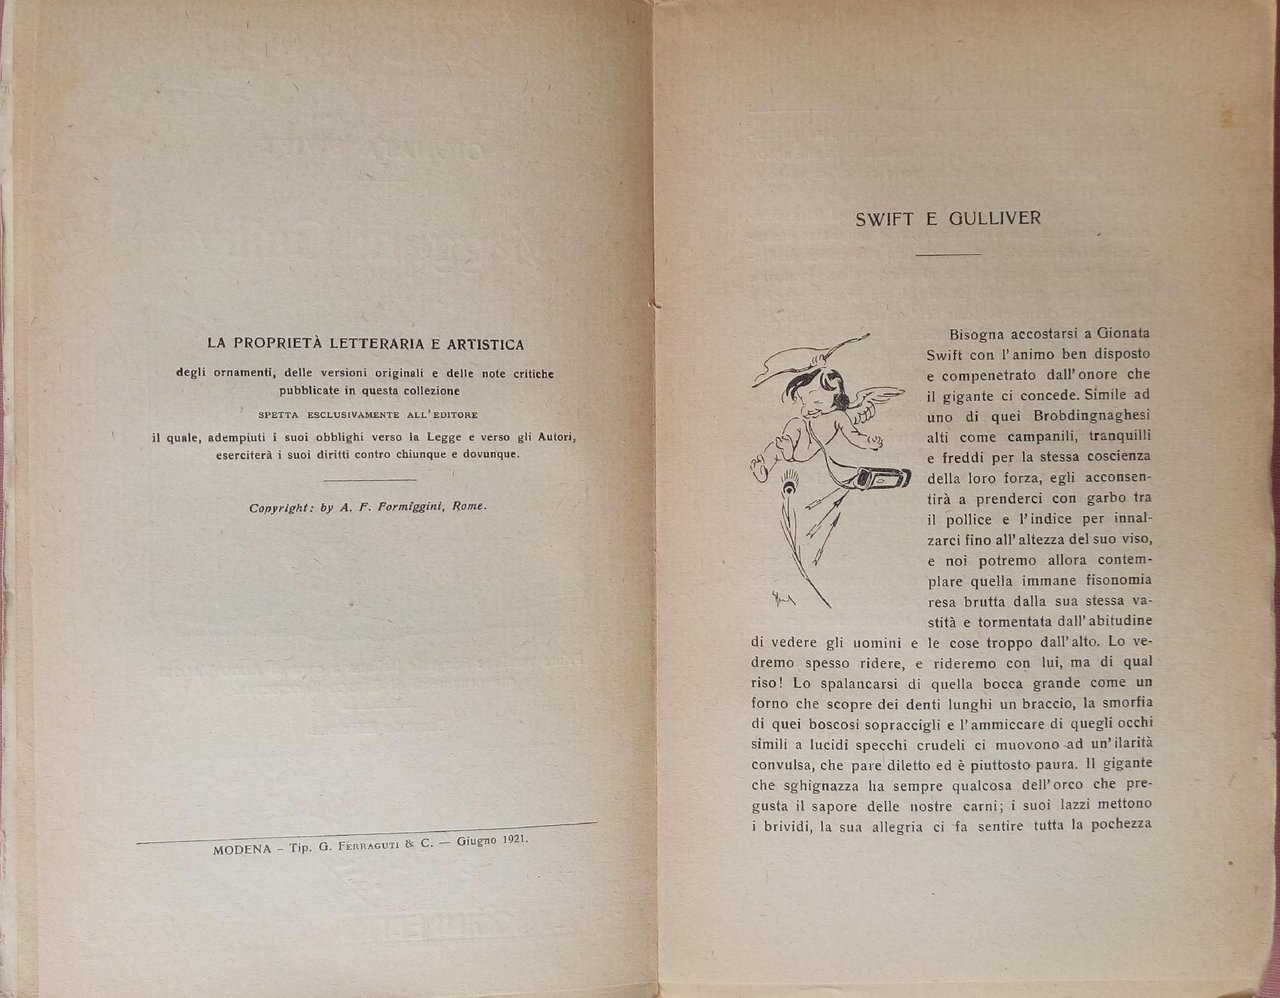 LA PROPRIETÀ LETTERARIA E ARTISTICA
degli ornamenti, delle versioni originali e delle note critiche
pubblicate in questa collezione
SPETTA ESCLUSIVAMENTE ALL'EDITORE
il quale, adempiuti i suoi obblighi verso la Legge e verso gli Autori,
eserciterà i suoi diritti contro chiunque e dovunque.
Copyright: by A. F. Formíggini, Rome.
MODENA – Tip. G. FERRAGUTI & C. — Giugno 1921.
SWIFT E GULLIVER
Bisogna accostarsi a Gionata
Swift con l'animo ben disposto
e compenetrato dall'onore che
il gigante ci concede. Simile ad
uno di quei Brobdingnaghesi
alti come campanili, tranquilli
e freddi per la stessa coscienza
della loro forza, egli acconsen-
tirà a prenderci con garbo tra
il pollice e l'indice per innal-
zarci fino all'altezza del suo viso,
e noi potremo allora contem-
plare quella immane fisonomia
resa brutta dalla sua stessa va-
stità e tormentata dall'abitudine
di vedere gli uomini e le cose troppo dall'alto. Lo ve-
dremo spesso ridere, e rideremo con lui, ma di qual
riso! Lo spalancarsi di quella bocca grande come un
forno che scopre dei denti lunghi un braccio, la smorfia
di quei boscosi sopraccigli e l'ammiccare di quegli occhi
simili a lucidi specchi crudeli ci muovono ad un'ilarità
convulsa, che pare diletto ed è piuttosto paura. Il gigante
che sghignazza ha sempre qualcosa dell'orco che pre-
gusta il sapore delle nostre carni; i suoi lazzi mettono
i brividi, la sua allegria ci fa sentire tutta la pochezza